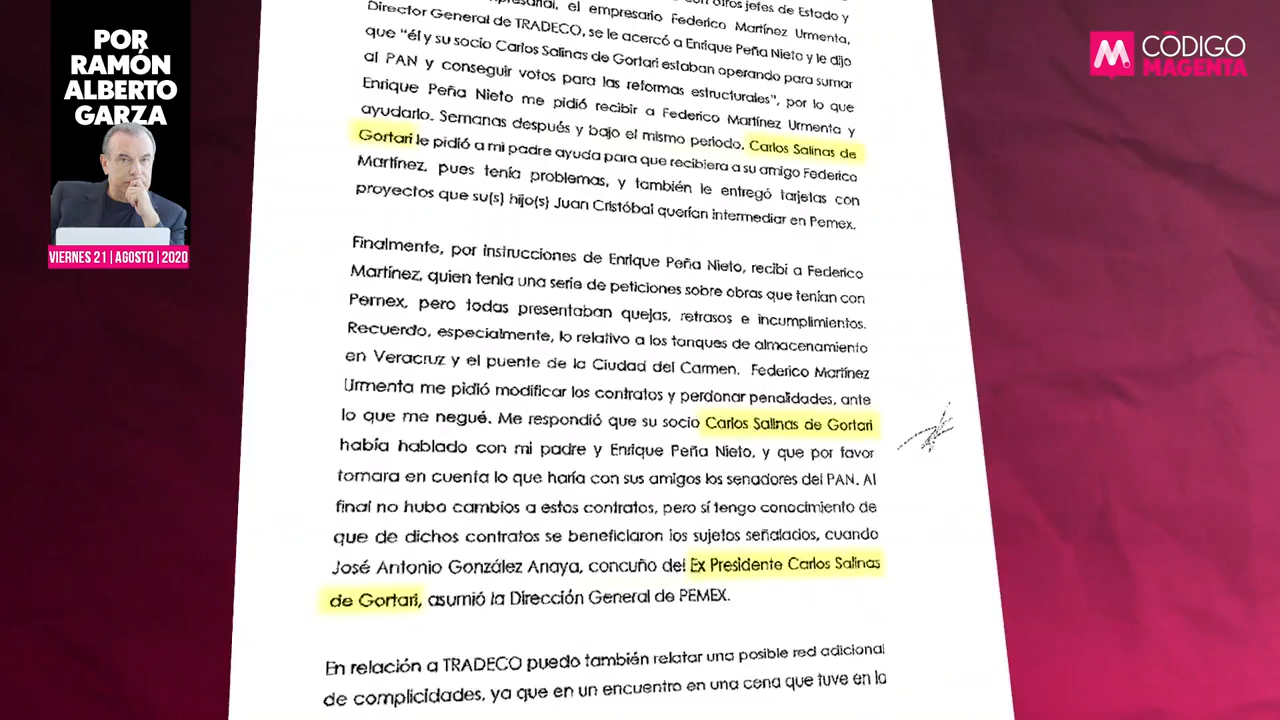 POR
RAMÓN
ALBERTO
GARZA
VIERNES 21 | AGOSTO | 2020
CÓDIGO
MAGENTA
otros jefes de Estado y
el empresario Federico Martínez Urmenta,
Director General de TRADECO, se le acercó a Enrique Peña Nieto y le dijo
que “él y su socio Carlos Salinas de Gortari estaban operando para sumar
al PAN y conseguir votos para las reformas estructurales”, por lo que
Enrique Peña Nieto me pidió recibir a Federico Martínez Urmenta y
ayudarlo. Semanas después y bajo el mismo periodo, Carlos Salinas de
Gortari le pidió a mi padre ayuda para que recibiera a su amigo Federico
Martínez, pues tenía problemas, y también le entregó tarjetas con
proyectos que su(s) hijo(s) Juan Cristóbal querían intermediar en Pemex.
Finalmente, por instrucciones de Enrique Peña Nieto, recibí a Federico
Martínez, quien tenía una serie de peticiones sobre obras que tenían con
Pemex, pero todas presentaban quejas, retrasos e incumplimientos.
Recuerdo, especialmente, lo relativo a los tanques de almacenamiento
en Veracruz y el puente de la Ciudad del Carmen. Federico Martínez
Urmenta me pidió modificar los contratos y perdonar penalidades, ante
lo que me negué. Me respondió que su socio Carlos Salinas de Gortari
había hablado con mi padre y Enrique Peña Nieto, y que por favor
tomara en cuenta lo que haría con sus amigos los senadores del PAN. Al
final no hubo cambios a estos contratos, pero sí tengo conocimiento de
que de dichos contratos se beneficiaron los sujetos señalados, cuando
José Antonio González Anaya, concuño del Ex Presidente Carlos Salinas
de Gortari, asumió la Dirección General de PEMEX.
En relación a TRADECO puedo también relatar una posible red adicional
de complicidades, ya que en un encuentro en una cena que tuve en la